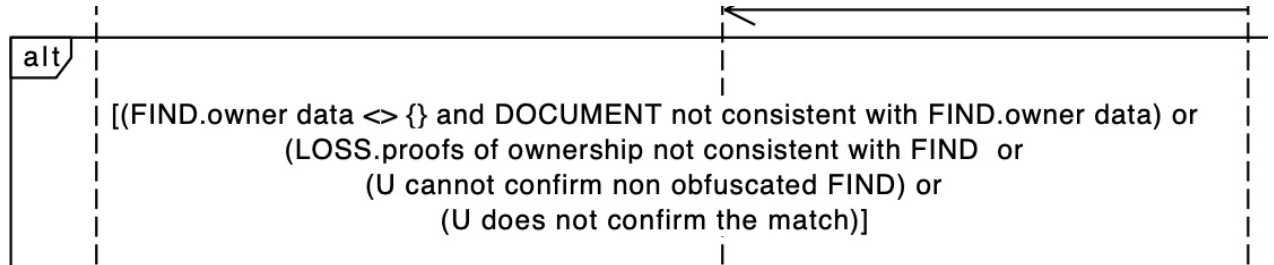 alt
[(FIND.owner data <> {} and DOCUMENT not consistent with FIND.owner data) or
(LOSS.proofs of ownership not consistent with FIND  or
(U cannot confirm non obfuscated FIND) or
(U does not confirm the match)]